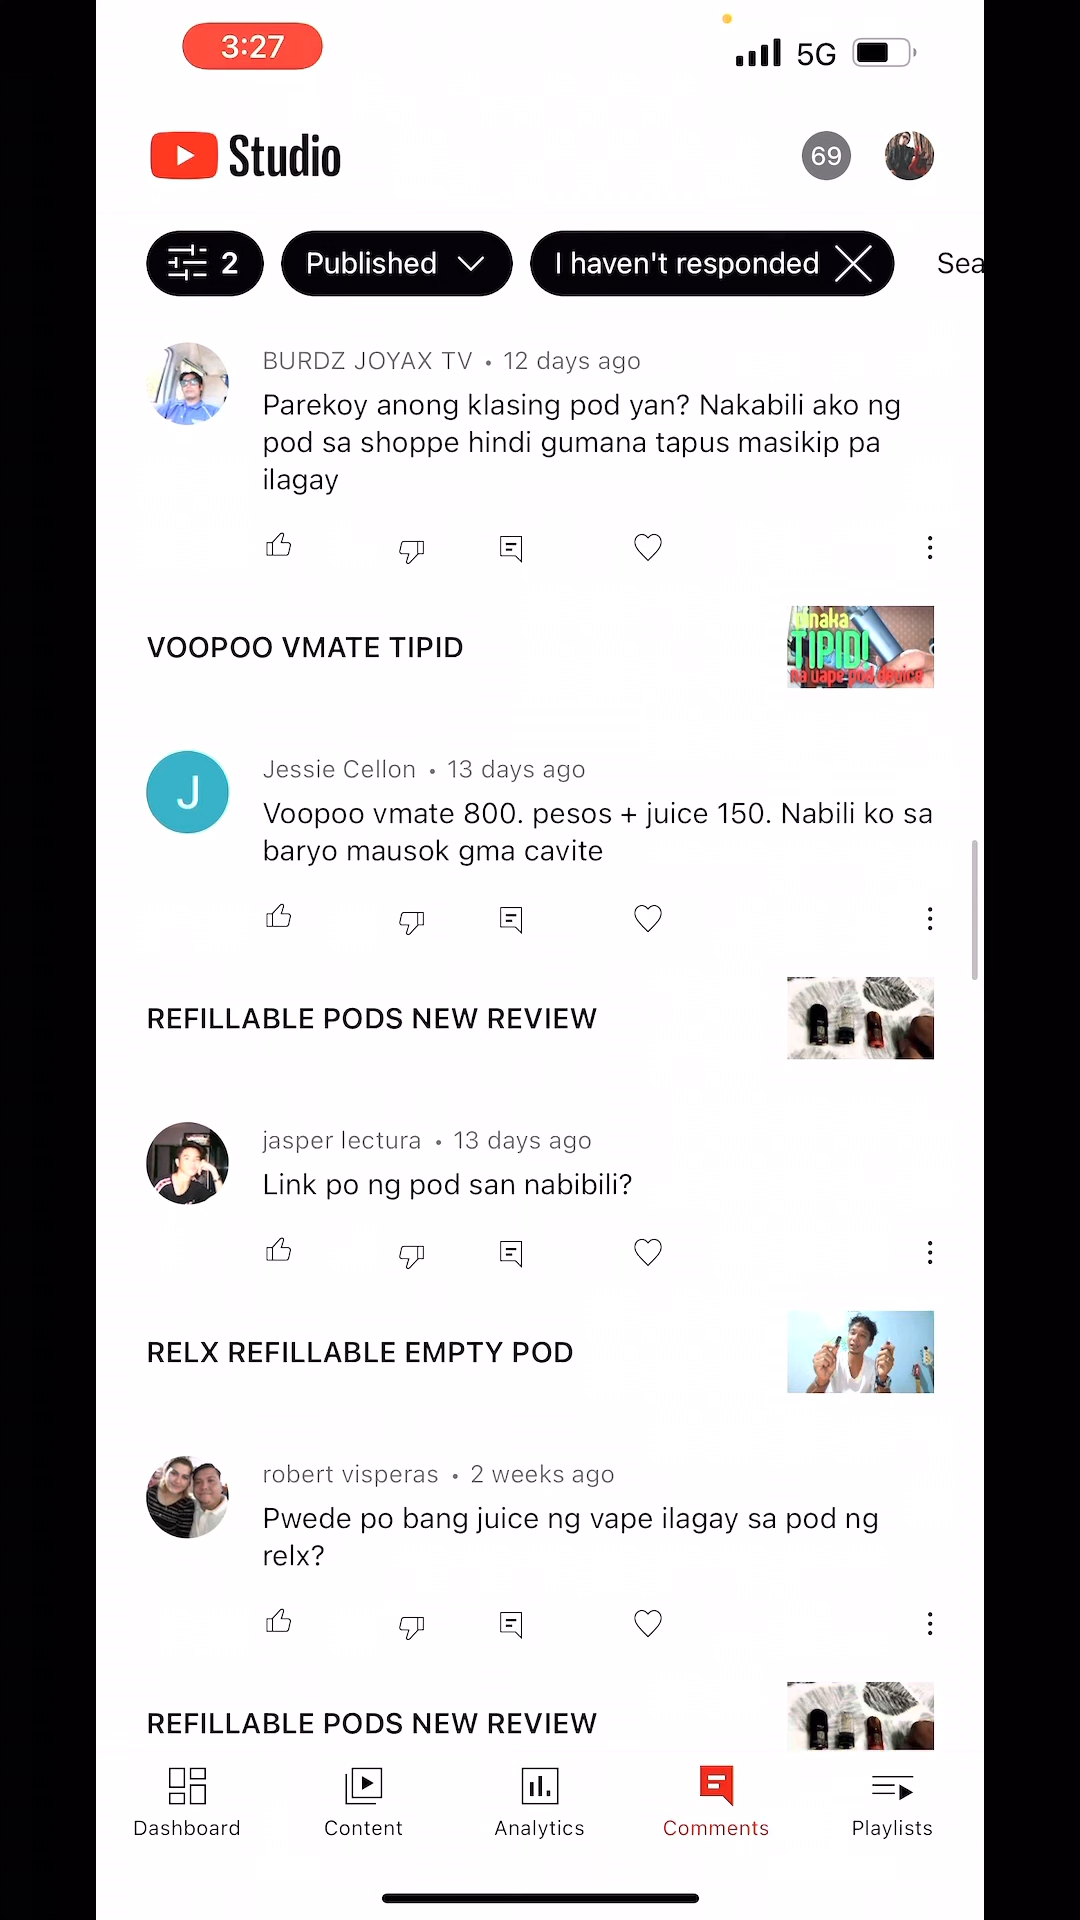 3:27
5G
Studio
69
2
Published
I haven't responded
Sea
BURDZ JOYAX TV • 12 days ago
Parekoy anong klasing pod yan? Nakabili ako ng
pod sa shoppe hindi gumana tapus masikip pa
ilagay
VOOPOO VMATE TIPID
pinaka
TIPID!
na vape pod device
J
Jessie Cellon • 13 days ago
Voopoo vmate 800. pesos + juice 150. Nabili ko sa
baryo mausok gma cavite
REFILLABLE PODS NEW REVIEW
jasper lectura • 13 days ago
Link po ng pod san nabibili?
RELX REFILLABLE EMPTY POD
robert visperas • 2 weeks ago
Pwede po bang juice ng vape ilagay sa pod ng
relx?
REFILLABLE PODS NEW REVIEW
Dashboard
Content
Analytics
Comments
Playlists